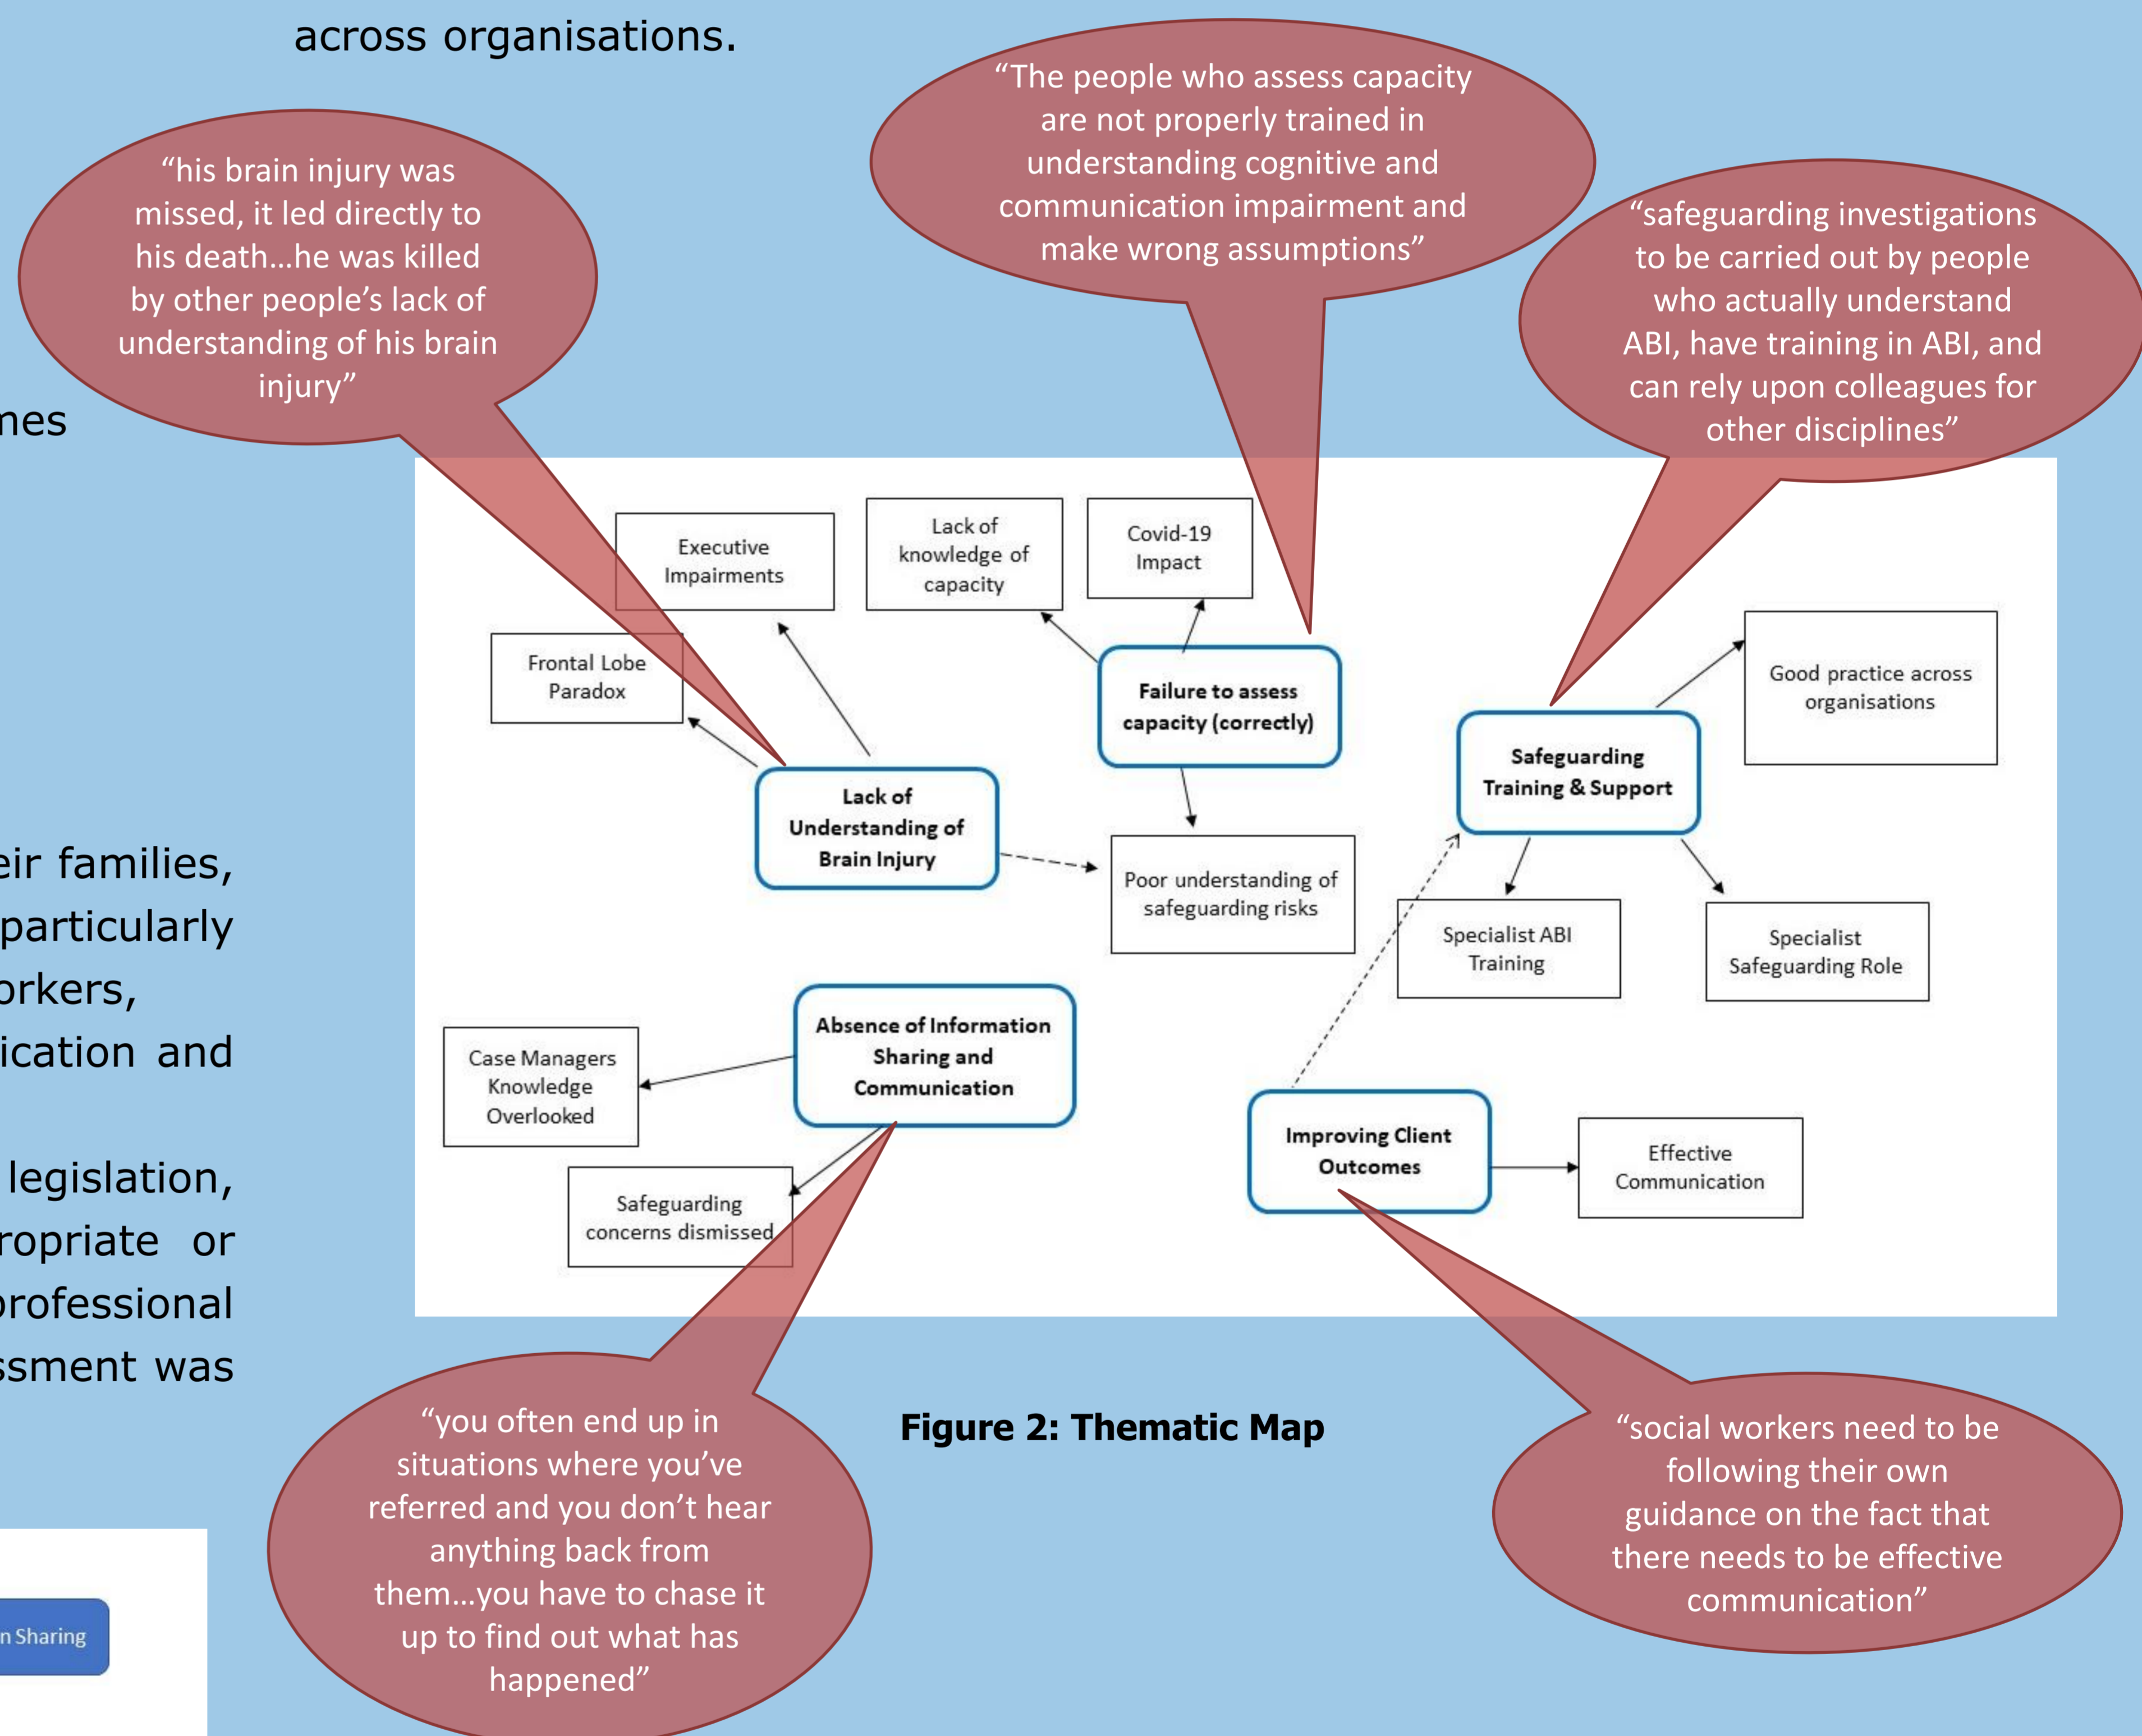 across organisations.
“The people who assess capacity
are not properly trained in
understanding cognitive and
communication impairment and
make wrong assumptions”
“his brain injury was
missed, it led directly to
his death…he was killed
by other people’s lack of
understanding of his brain
injury”
“safeguarding investigations
to be carried out by people
who actually understand
ABI, have training in ABI, and
can rely upon colleagues for
other disciplines”
Executive
Impairments
Lack of
knowledge of
capacity
Covid-19
Impact
Frontal Lobe
Paradox
Failure to assess
capacity (correctly)
Good practice across
organisations
Safeguarding
Training & Support
Lack of
Understanding of
Brain Injury
Poor understanding of
safeguarding risks
Specialist ABI
Training
Specialist
Safeguarding Role
Absence of Information
Sharing and
Communication
Case Managers
Knowledge
Overlooked
Safeguarding
concerns dismissed
Improving Client
Outcomes
Effective
Communication
families,
particularly
and
legislation,
or
professional
was
“you often end up in
situations where you’ve
referred and you don’t hear
anything back from
them…you have to chase it
up to find out what has
happened”
Figure 2: Thematic Map
“social workers need to be
following their own
guidance on the fact that
there needs to be effective
communication”
Sharing